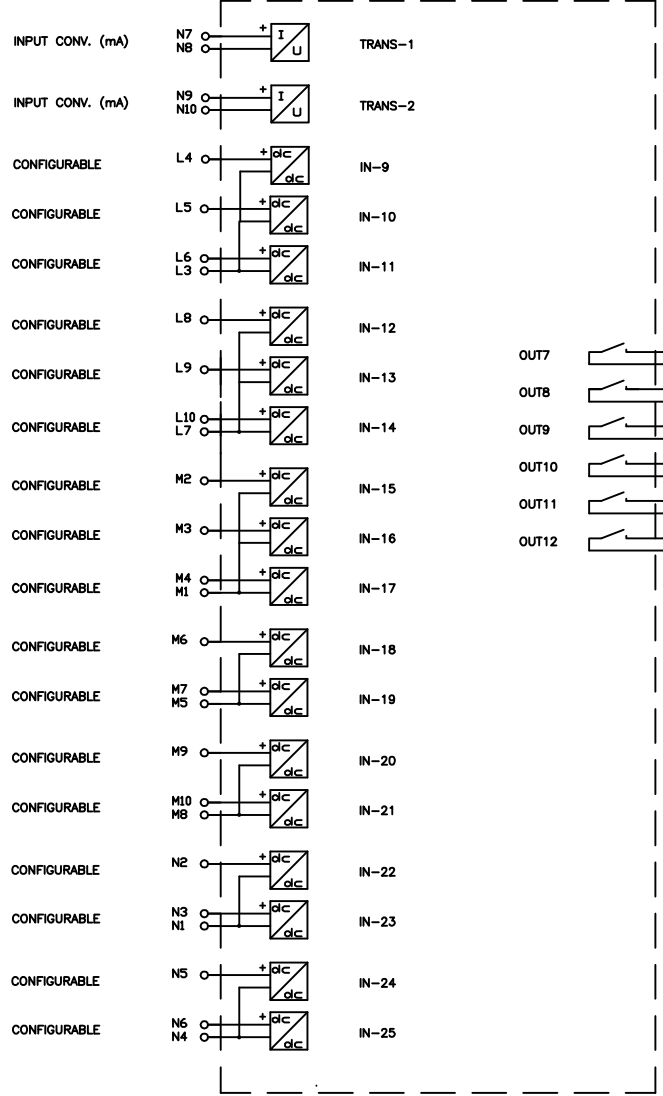 INPUT CONV. (mA) N7 + I TRANS-1
N8 U
INPUT CONV. (mA) N9 + I TRANS-2
N10 U
CONFIGURABLE L4 + dc IN-9
dc
CONFIGURABLE L5 + dc IN-10
dc
CONFIGURABLE L6 + dc IN-11
L3 dc
CONFIGURABLE L8 + dc IN-12
dc
OUT7
CONFIGURABLE L9 + dc IN-13
dc
OUT8
CONFIGURABLE L10 + dc IN-14 OUT9
L7 dc
OUT10
CONFIGURABLE M2 + dc IN-15
dc
OUT11
CONFIGURABLE M3 + dc IN-16 OUT12
dc
CONFIGURABLE M4 + dc IN-17
M1 dc
CONFIGURABLE M6 + dc IN-18
dc
CONFIGURABLE M7 + dc IN-19
M5 dc
CONFIGURABLE M9 + dc IN-20
dc
CONFIGURABLE M10 + dc IN-21
M8 dc
CONFIGURABLE N2 + dc IN-22
dc
CONFIGURABLE N3 + dc IN-23
N1 dc
CONFIGURABLE N5 + dc IN-24
dc
CONFIGURABLE N6 + dc IN-25
N4 dc